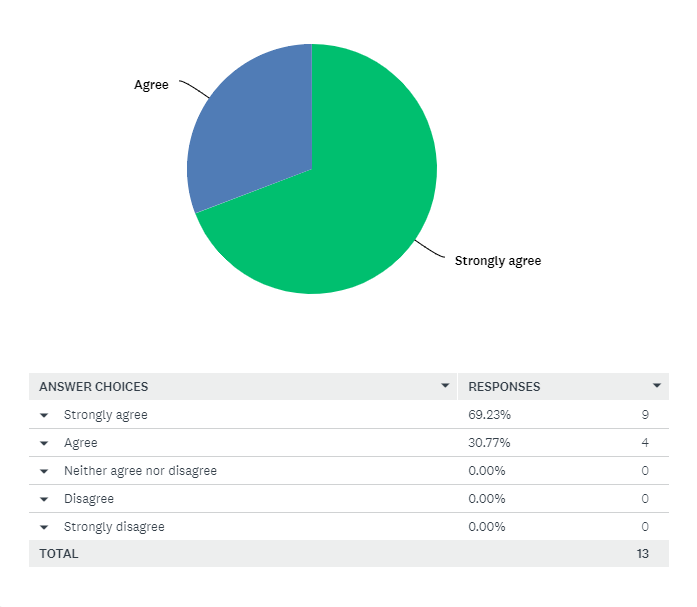 Agree
Strongly agree
ANSWER CHOICES RESPONSES
Strongly agree 69.23% 9
Agree 30.77% 4
Neither agree nor disagree 0.00% 0
Disagree 0.00% 0
Strongly disagree 0.00% 0
TOTAL 13